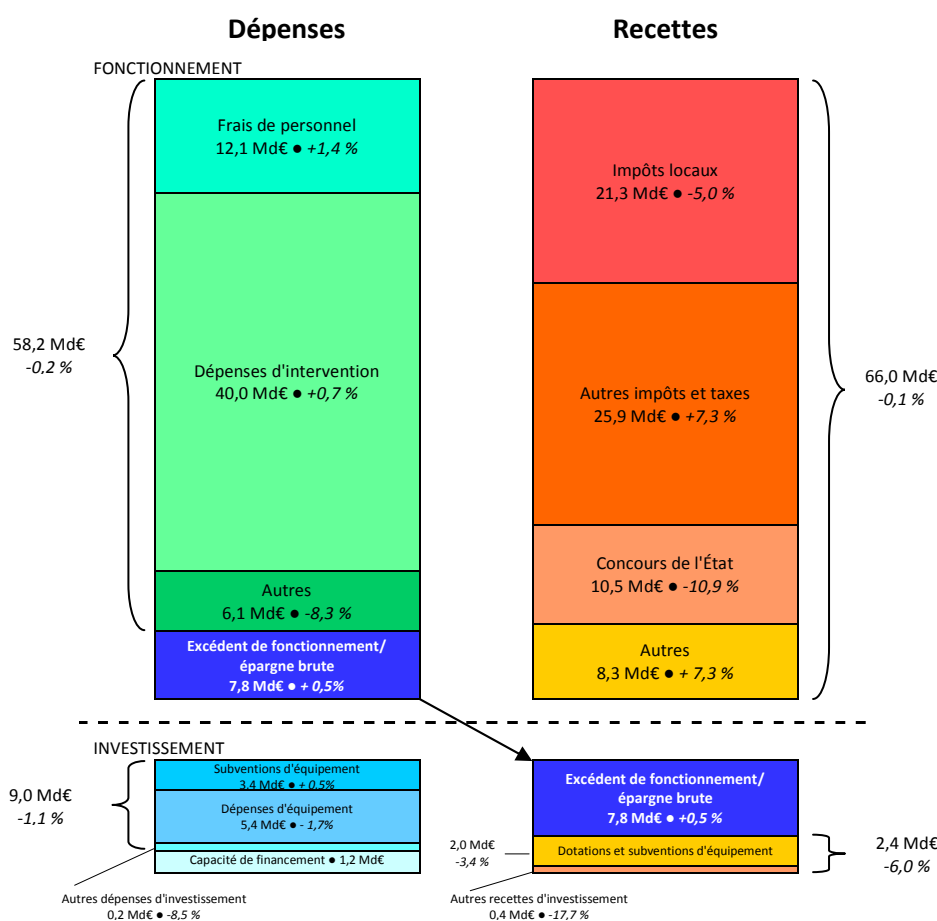 Dépenses
Recettes
FONCTIONNEMENT
Frais de personnel
12,1 Md€ ● +1,4 %
Dépenses d'intervention
40,0 Md€ ● +0,7 %
Autres
6,1 Md€ ● -8,3 %
Excédent de fonctionnement/
épargne brute
7,8 Md€ ● + 0,5%
58,2 Md€
-0,2 %
Impôts locaux
21,3 Md€ ● -5,0 %
Autres impôts et taxes
25,9 Md€ ● +7,3 %
Concours de l'État
10,5 Md€ ● -10,9 %
Autres
8,3 Md€ ● + 7,3 %
66,0 Md€
-0,1 %
INVESTISSEMENT
Subventions d'équipement
3.4 Md€ ● + 0.5%
Dépenses d'équipement
5,4 Md€ ● - 1,7%
Capacité de financement ● 1,2 Md€
9,0 Md€
-1,1 %
Autres dépenses d'investissement
0,2 Md€ ● -8,5 %
Excédent de fonctionnement/
épargne brute
7,8 Md€ ● +0,5 %
Dotations et subventions d'équipement
2,0 Md€
-3,4 %
2,4 Md€
-6,0 %
Autres recettes d'investissement
0,4 Md€ ● -17,7 %